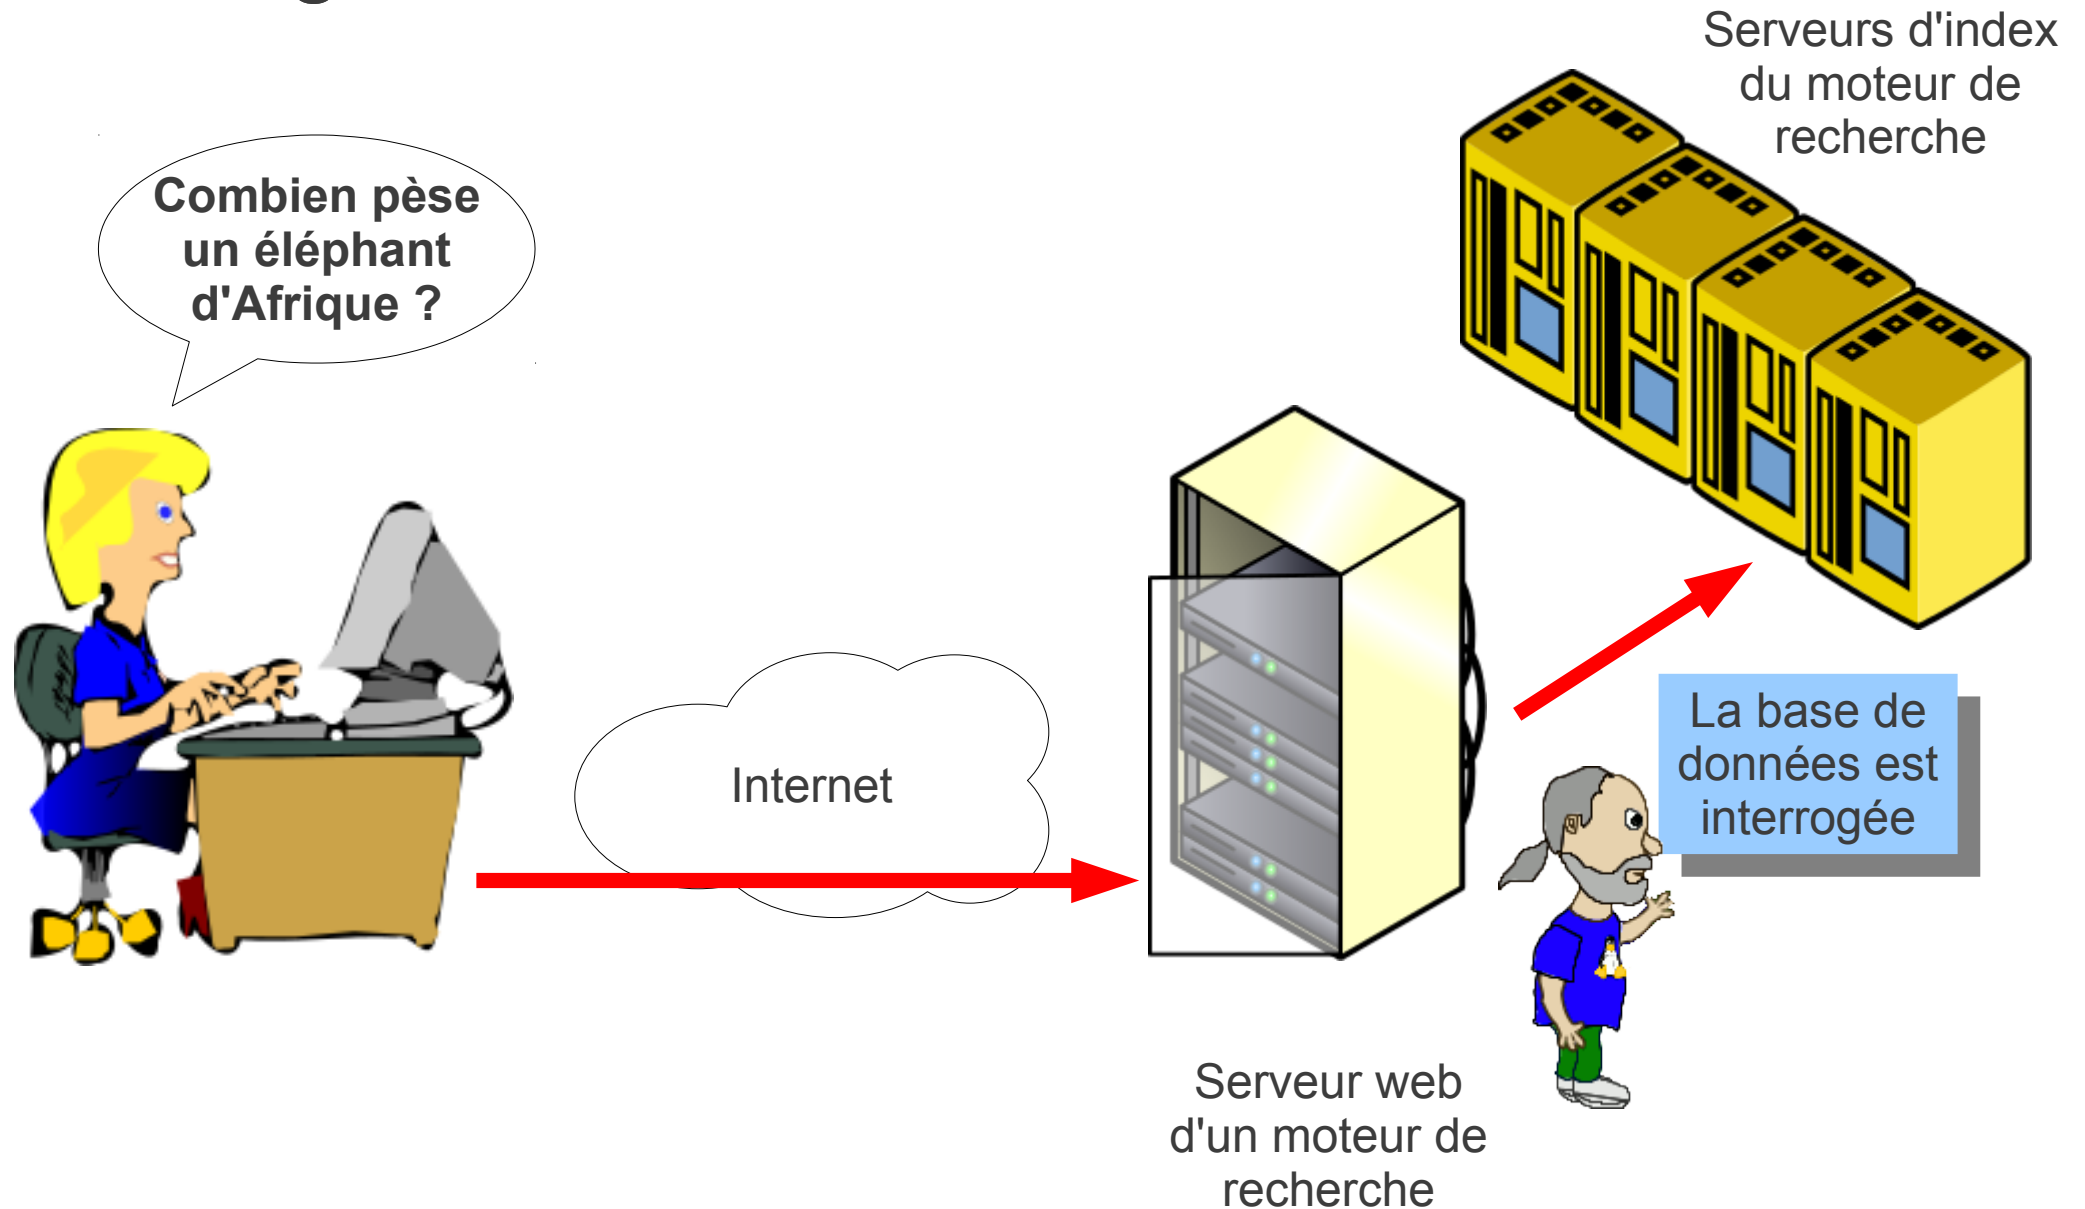 Serveurs d'index
du moteur de
recherche
Combien pèse
un éléphant
d'Afrique ?
Internet
La base de
données est
interrogée
Serveur web
d'un moteur de
recherche